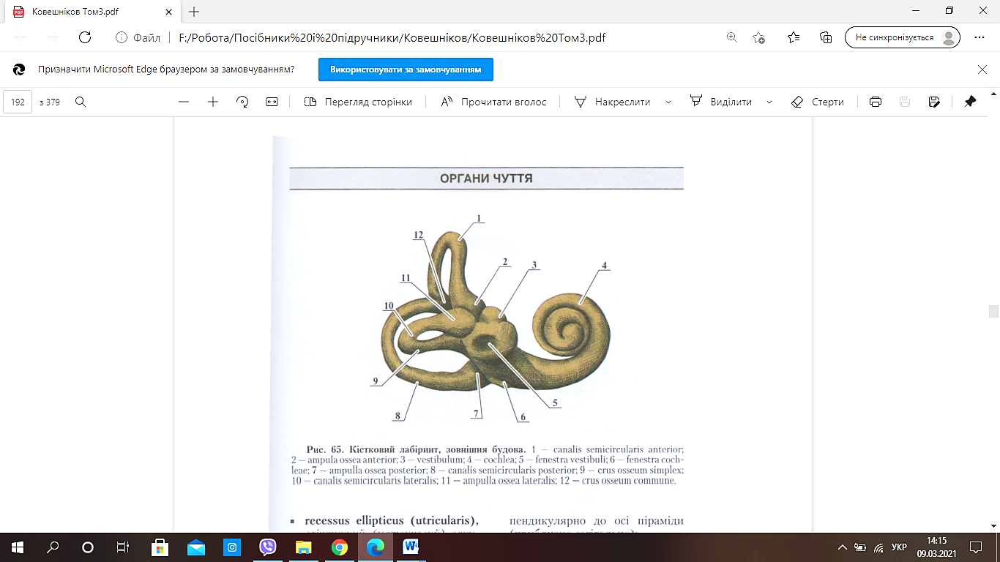 Ковешніков Том3.pdf
Файл
F:/Робота/Посібники%20і%20підручники/Ковешніков/Ковешніков%20Том3.pdf
Не синхронізується
Призначити Microsoft Edge браузером за замовчуванням?
Використовувати за замовчуванням
192 з 379
Перегляд сторінки
Прочитати вголос
Накреслити
Виділити
Стерти
ОРГАНИ ЧУТТЯ
1
12
2
3
4
11
10
9
8
7
6
5
Рис. 65. Кістковий лабіринт, зовнішня будова. 1 – canalis semicircularis anterior;
2 – ampula ossea anterior; 3 – vestibulum; 4 – cochlea; 5 – fenestra vestibuli; 6 – fenestra coch-
leae; 7 – ampulla ossea posterior; 8 – canalis semicircularis posterior; 9 – crus osseum simplex;
10 – canalis semicircularis lateralis; 11 – ampulla ossea lateralis; 12 – crus osseum commune.
▪ recessus ellipticus (utricularis),
пендикулярно до осі піраміди
УКР
14:15
09.03.2021